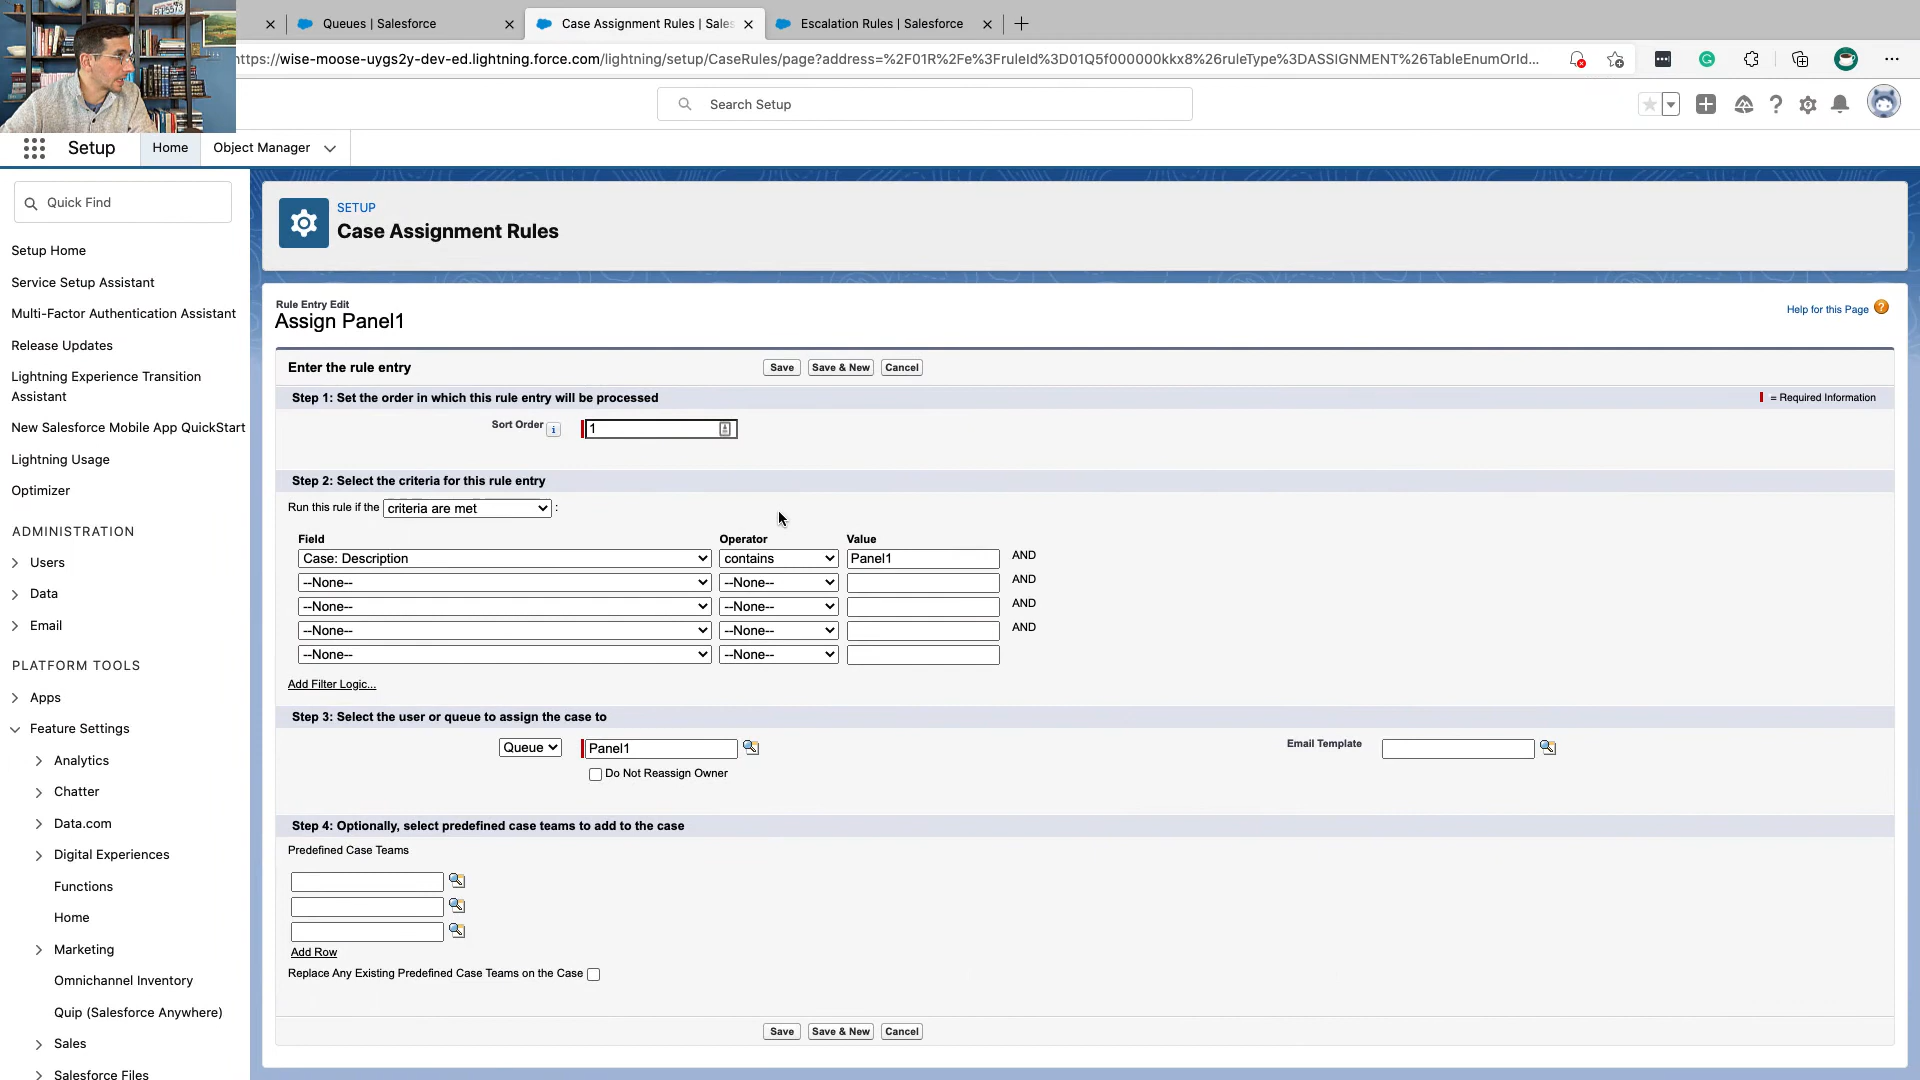 Queues | Salesforce
Case Assignment Rules | Sales
Escalation Rules | Salesforce
https://wise-moose-uygs2y-dev-ed.lightning.force.com/lightning/setup/CaseRules/page?address=%2F01R%2Fe%3FruleId%3D01Q5f000000kkx8%26ruleType%3DASSIGNMENT%26TableEnumOrId...
Search Setup
Setup
Home
Object Manager
Quick Find
Setup Home
Service Setup Assistant
Multi-Factor Authentication Assistant
Release Updates
Lightning Experience Transition
Assistant
New Salesforce Mobile App QuickStart
Lightning Usage
Optimizer
ADMINISTRATION
Users
Data
Email
PLATFORM TOOLS
Apps
Feature Settings
Analytics
Chatter
Data.com
Digital Experiences
Functions
Home
Marketing
Omnichannel Inventory
Quip (Salesforce Anywhere)
Sales
Salesforce Files
SETUP
Case Assignment Rules
Rule Entry Edit
Assign Panel1
Help for this Page ?
Enter the rule entry
Save
Save & New
Cancel
Step 1: Set the order in which this rule entry will be processed
= Required Information
Sort Order i
1
Step 2: Select the criteria for this rule entry
Run this rule if the criteria are met :
Field Operator Value
Case: Description contains Panel1 AND
--None-- --None-- AND
--None-- --None-- AND
--None-- --None-- AND
--None-- --None--
Add Filter Logic...
Step 3: Select the user or queue to assign the case to
Queue Panel1
Email Template
Do Not Reassign Owner
Step 4: Optionally, select predefined case teams to add to the case
Predefined Case Teams
Add Row
Replace Any Existing Predefined Case Teams on the Case
Save
Save & New
Cancel